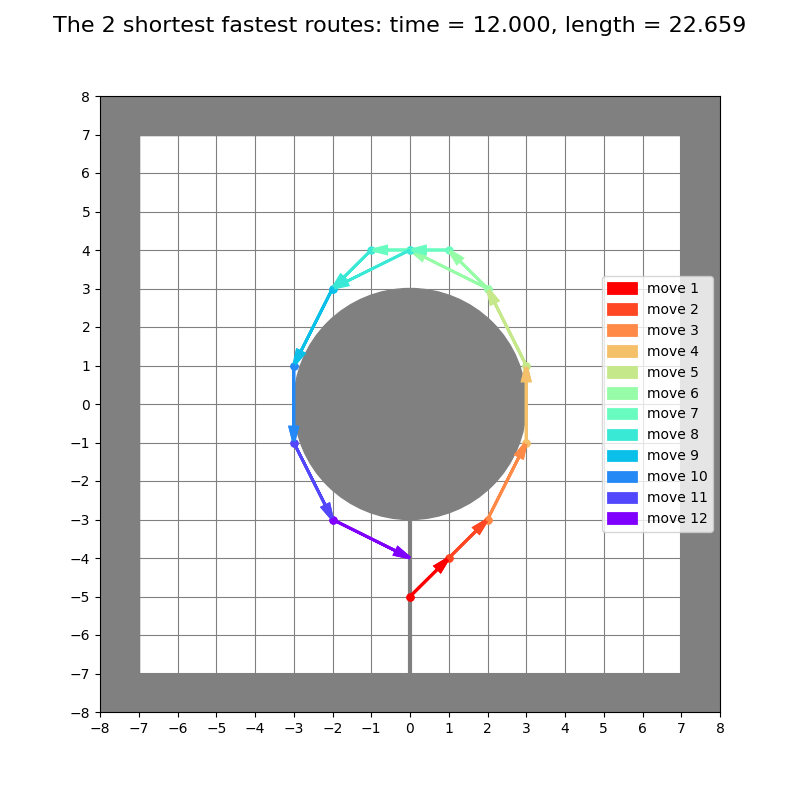 The 2 shortest fastest routes: time = 12.000, length = 22.659
8
7
6
5
4
3
2
1
0
−1
−2
−3
−4
−5
−6
−7
−8
move 1
move 2
move 3
move 4
move 5
move 6
move 7
move 8
move 9
move 10
move 11
move 12
−8 −7 −6 −5 −4 −3 −2 −1 0 1 2 3 4 5 6 7 8